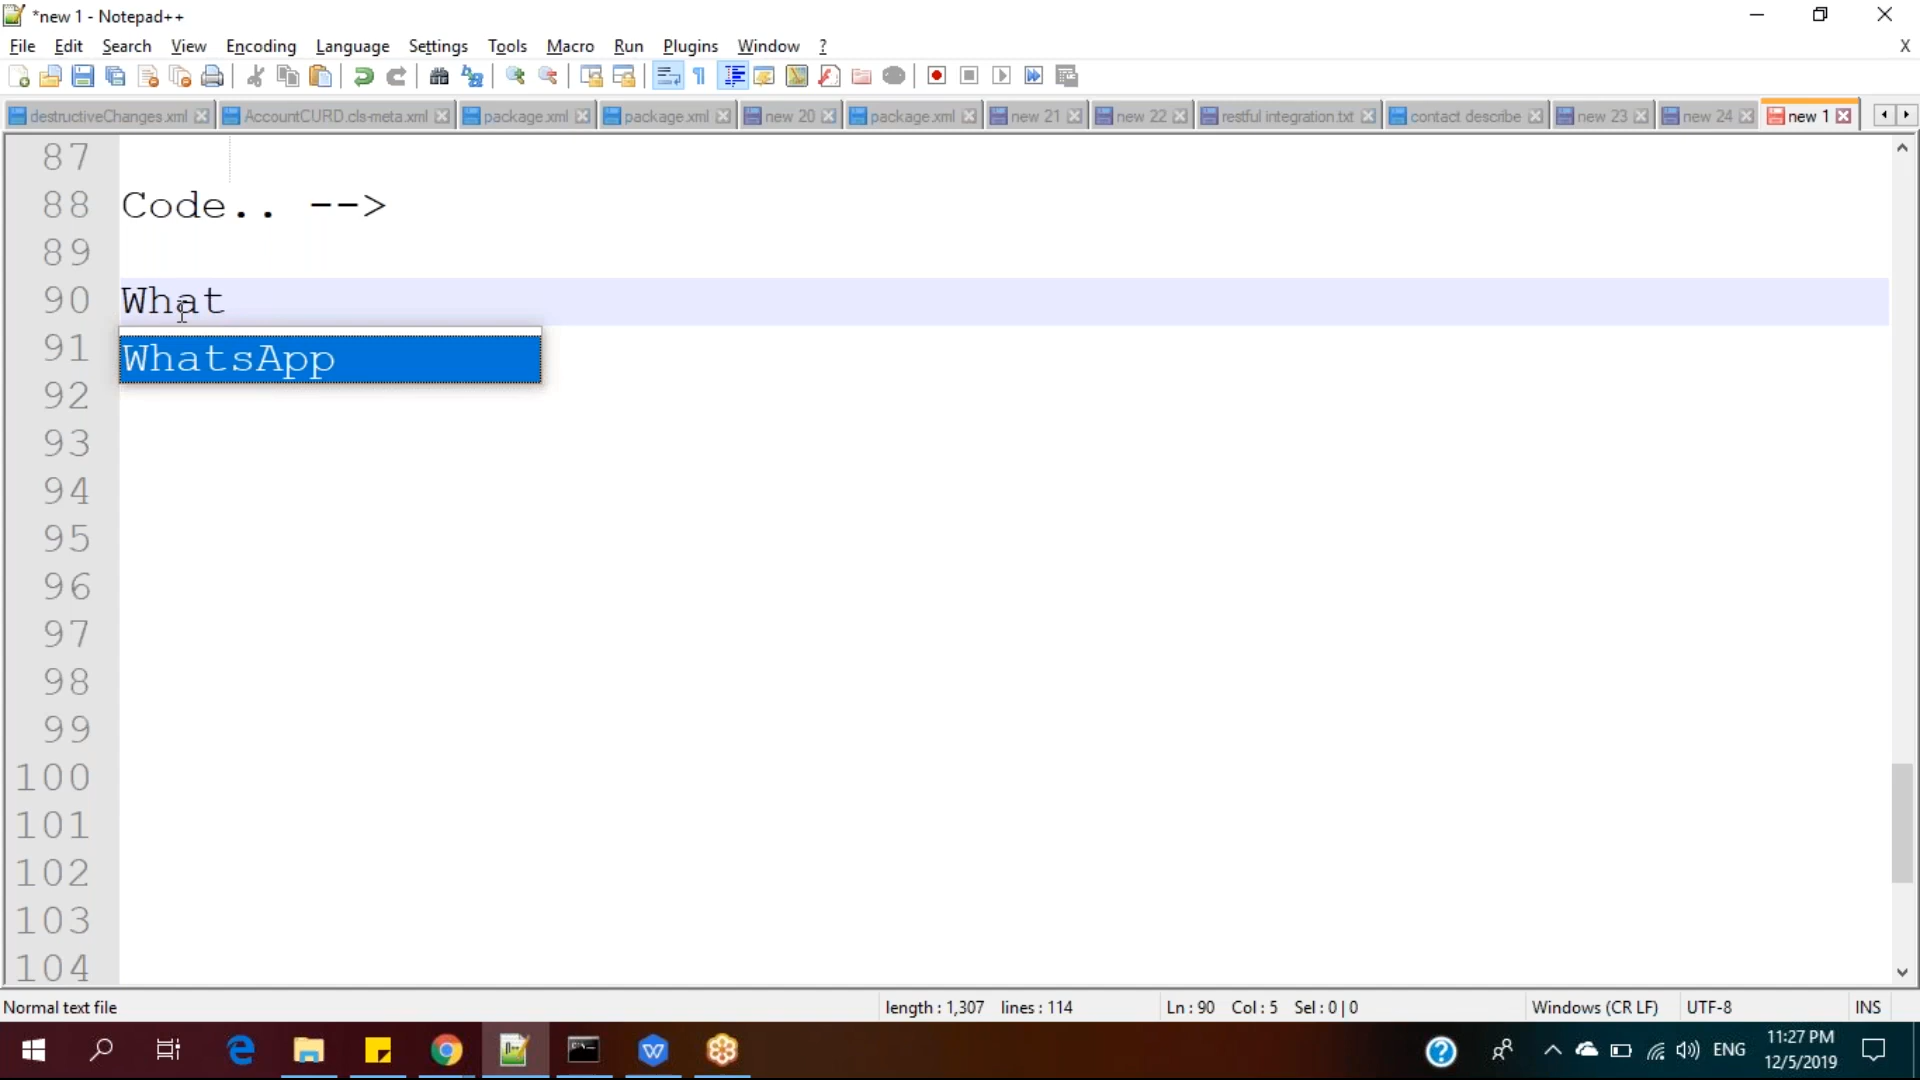 *new 1 - Notepad++
File Edit Search View Encoding Language Settings Tools Macro Run Plugins Window ? X
destructiveChanges.xml AccountCURD.cls-meta.xml package.xml package.xml new 20 package.xml new 21 new 22 restful integration.txt contact describe new 23 new 24 new 1
87
88 Code.. -->
89
90 What
91 WhatsApp
92
93
94
95
96
97
98
99
100
101
102
103
104
Normal text file length : 1,307 lines : 114 Ln : 90 Col : 5 Sel : 0 | 0 Windows (CR LF) UTF-8 INS
ENG 11:27 PM
12/5/2019